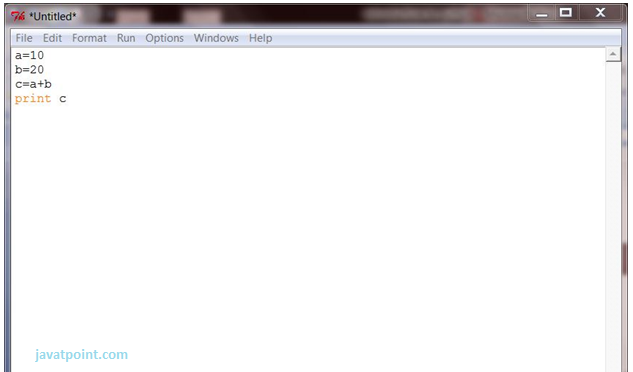 *Untitled*
File Edit Format Run Options Windows Help
a=10
b=20
c=a+b
print c
javatpoint.com